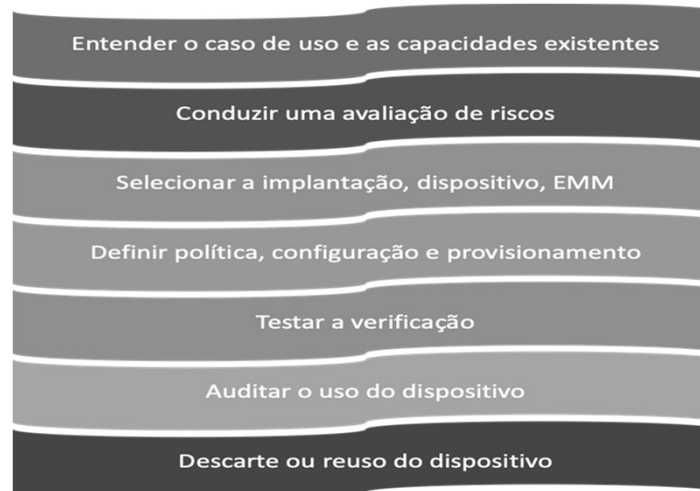 Entender o caso de uso e as capacidades existentes
Conduzir uma avaliação de riscos
Selecionar a implantação, dispositivo, EMM
Definir política, configuração e provisionamento
Testar a verificação
Auditar o uso do dispositivo
Descarte ou reuso do dispositivo